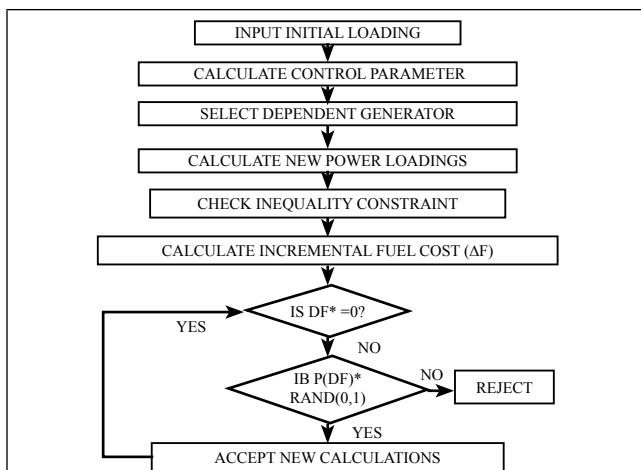 INPUT INITIAL LOADING
CALCULATE CONTROL PARAMETER
SELECT DEPENDENT GENERATOR
CALCULATE NEW POWER LOADINGS
CHECK INEQUALITY CONSTRAINT
CALCULATE INCREMENTAL FUEL COST (ΔF)
IS DF* =0?
YES
NO
IB P(DF)*
RAND(0,1)
NO
REJECT
YES
ACCEPT NEW CALCULATIONS